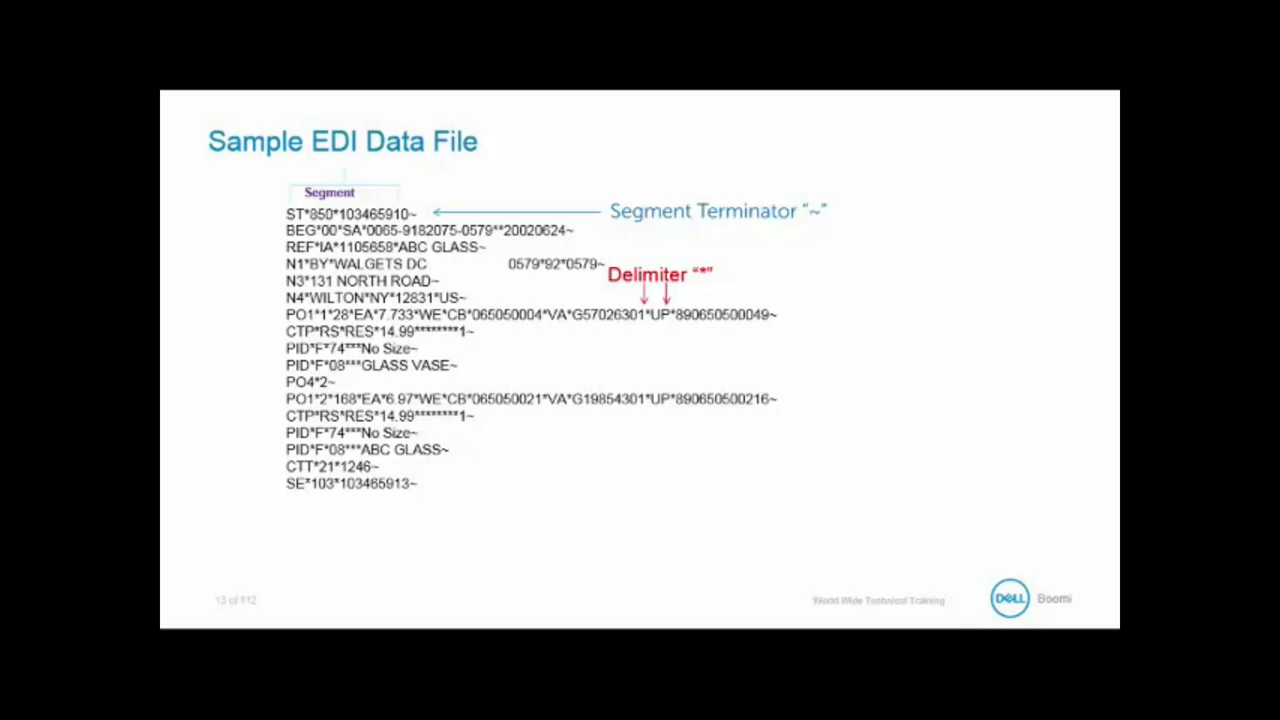 Sample EDI Data File
Segment
ST*850*103465910~
Segment Terminator “~”
BEG*00*SA*0065-9182075-0579**20020624~
REF*IA*1105658*ABC GLASS~
N1*BY*WALGETS DC 0579*92*0579~
Delimiter “*”
N3*131 NORTH ROAD~
N4*WILTON*NY*12831*US~
PO1*1*28*EA*7.733*WE*CB*065050004*VA*G57026301*UP*890650500049~
CTP*RS*RES*14.99********1~
PID*F*74***No Size~
PID*F*08***GLASS VASE~
PO4*2~
PO1*2*168*EA*6.97*WE*CB*065050021*VA*G19854301*UP*890650500216~
CTP*RS*RES*14.99********1~
PID*F*74***No Size~
PID*F*08***ABC GLASS~
CTT*21*1246~
SE*103*103465913~
13 of 112
World Wide Technical Training
DELL Boomi